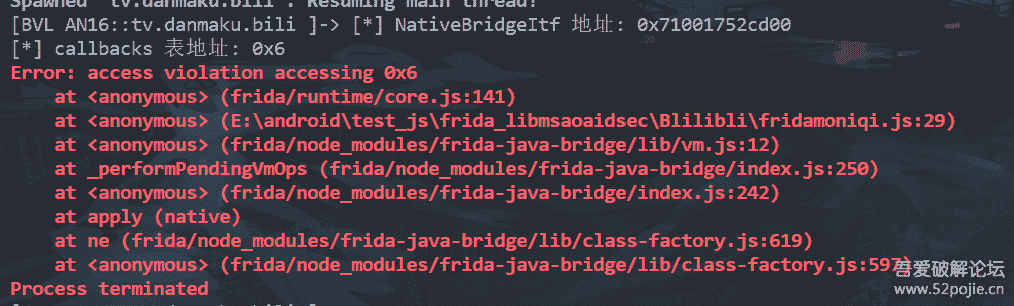 Spawned `tv.danmaku.bili`. Resuming main thread!
[BVL AN16::tv.danmaku.bili ]-> [*] NativeBridgeItf 地址: 0x71001752cd00
[*] callbacks 表地址: 0x6
Error: access violation accessing 0x6
    at <anonymous> (frida/runtime/core.js:141)
    at <anonymous> (E:\android\test_js\frida_libmsaoaidsec\Blilibli\fridamoniqi.js:29)
    at <anonymous> (frida/node_modules/frida-java-bridge/lib/vm.js:12)
    at _performPendingVmOps (frida/node_modules/frida-java-bridge/index.js:250)
    at <anonymous> (frida/node_modules/frida-java-bridge/index.js:242)
    at apply (native)
    at ne (frida/node_modules/frida-java-bridge/lib/class-factory.js:619)
    at <anonymous> (frida/node_modules/frida-java-bridge/lib/class-factory.js:597)
Process terminated
吾爱破解论坛
www.52pojie.cn